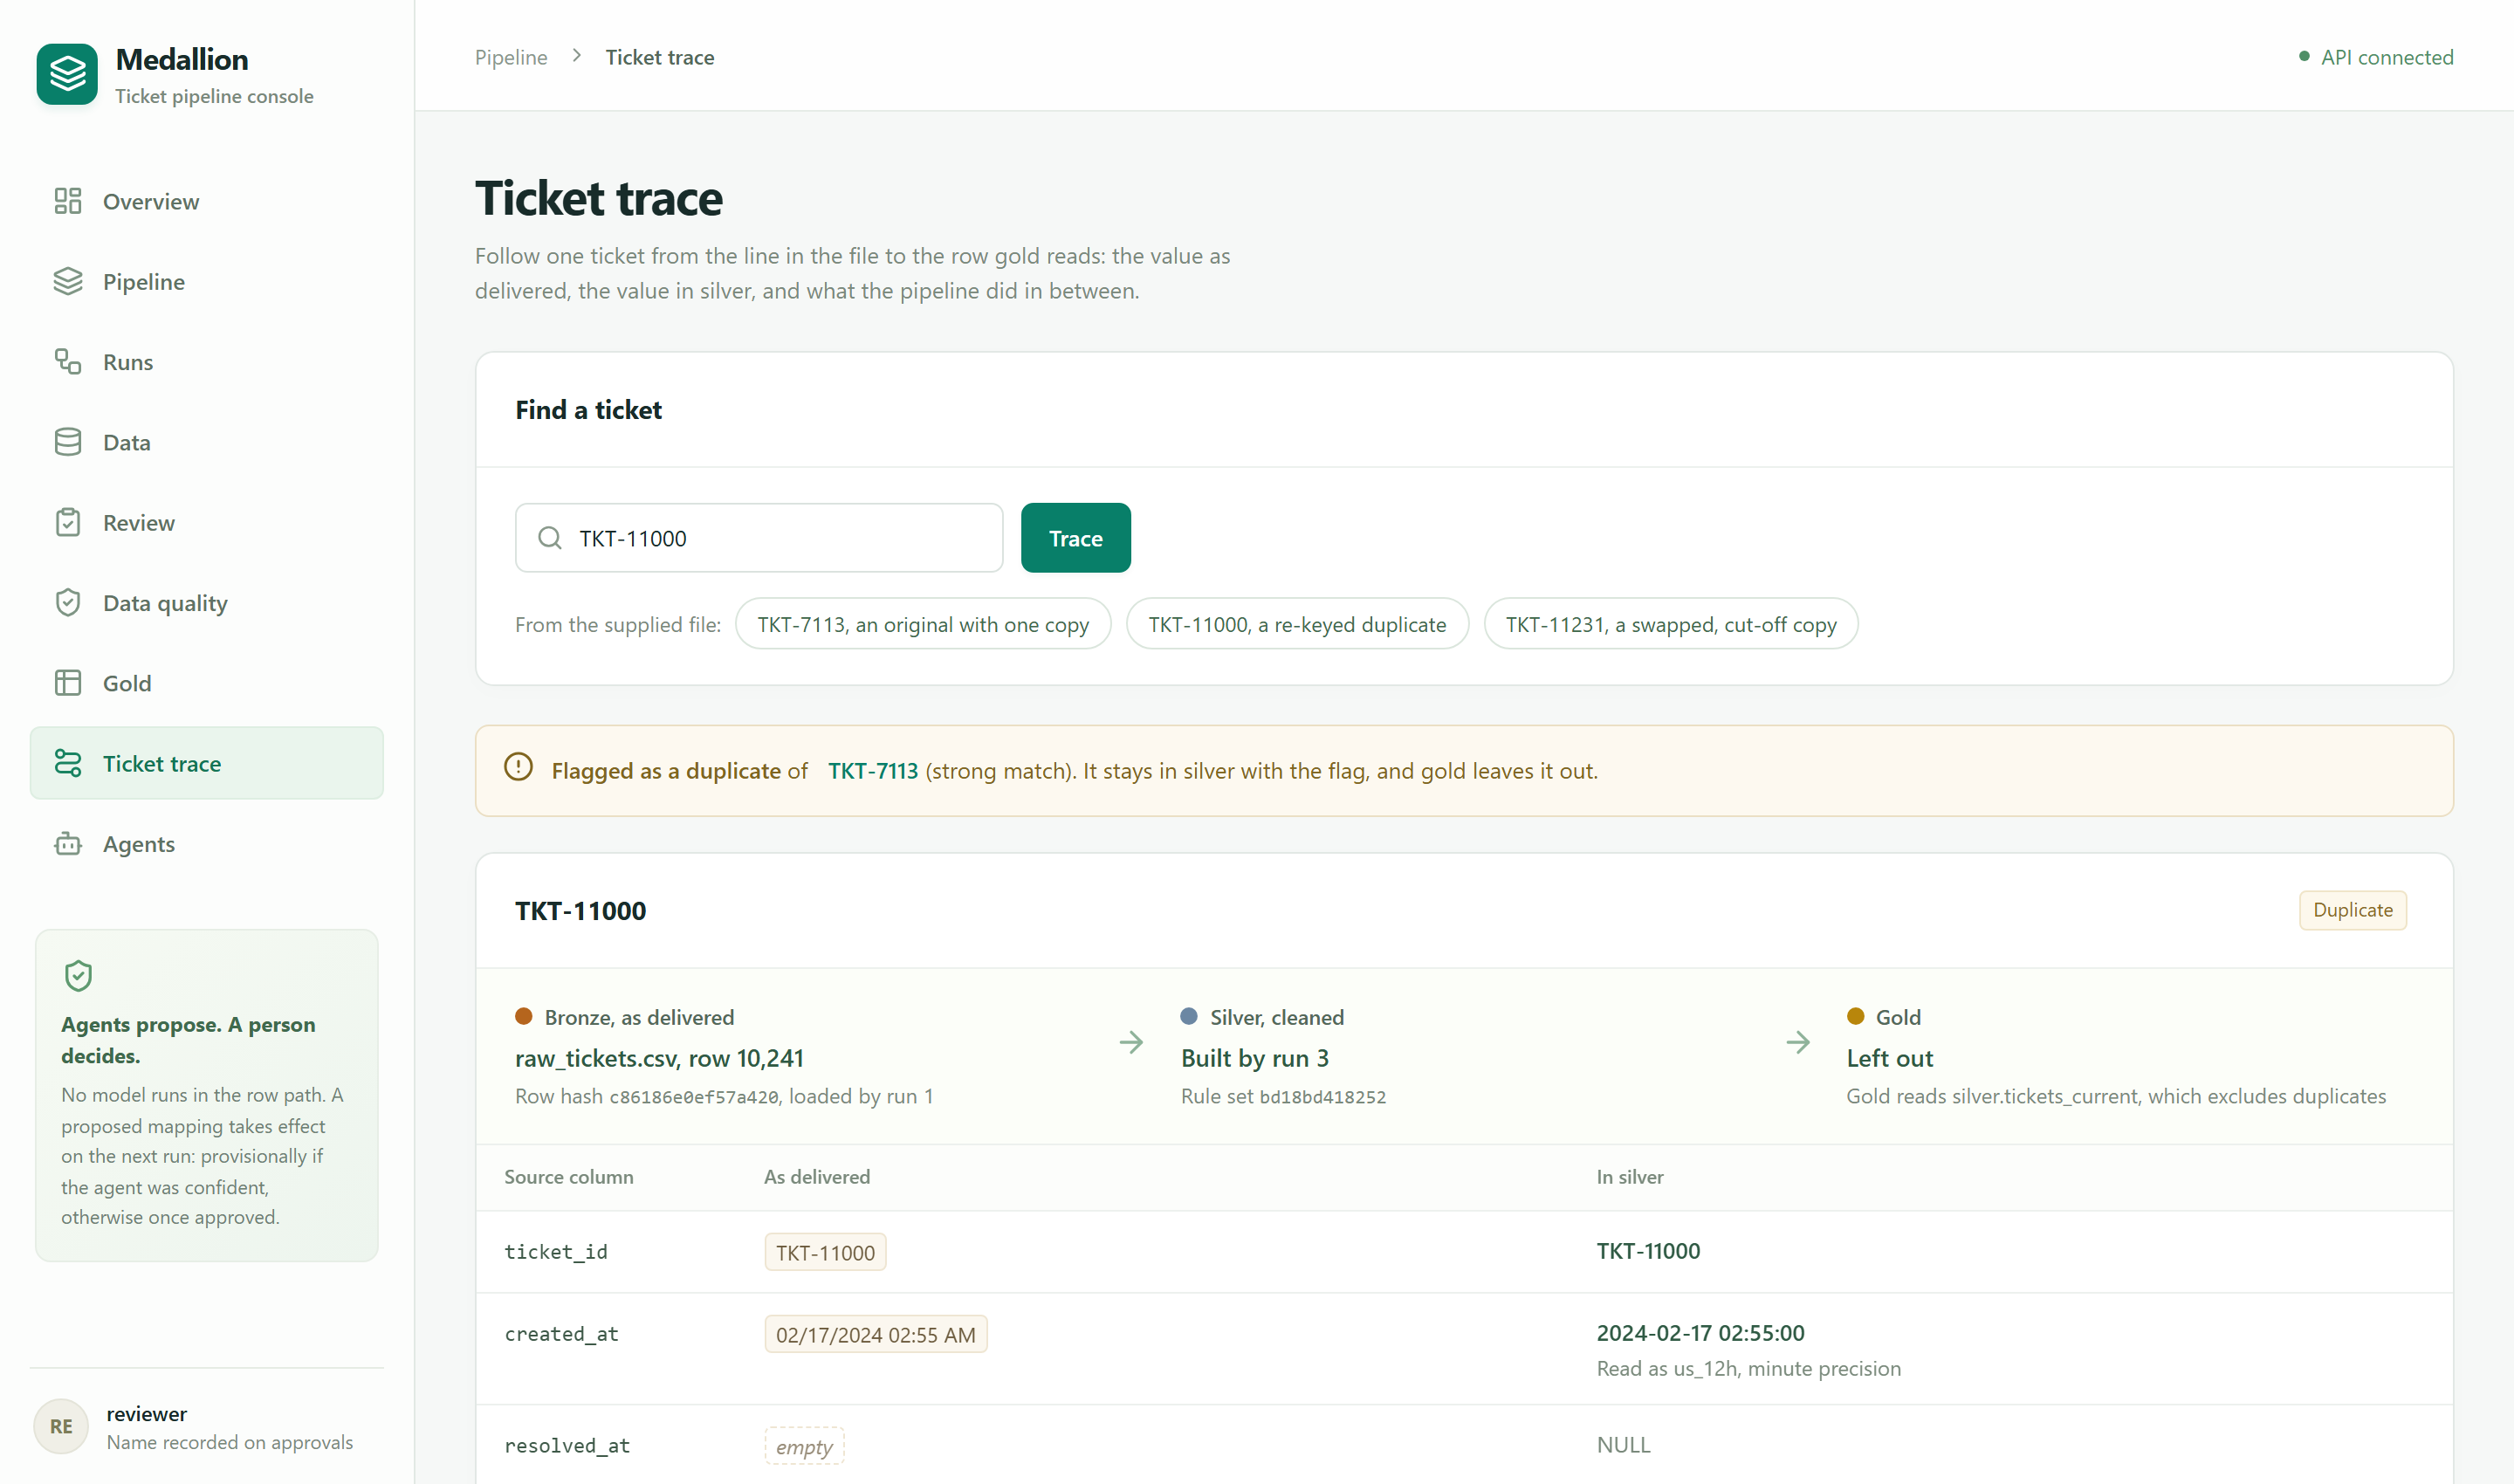 Medallion
Ticket pipeline console
Overview
Pipeline
Runs
Data
Review
Data quality
Gold
Ticket trace
Agents
Agents propose. A person
decides.
No model runs in the row path. A
proposed mapping takes effect
on the next run: provisionally if
the agent was confident,
otherwise once approved.
RE
reviewer
Name recorded on approvals
Pipeline > Ticket trace
API connected
Ticket trace
Follow one ticket from the line in the file to the row gold reads: the value as
delivered, the value in silver, and what the pipeline did in between.
Find a ticket
TKT-11000
Trace
From the supplied file: TKT-7113, an original with one copy TKT-11000, a re-keyed duplicate TKT-11231, a swapped, cut-off copy
Flagged as a duplicate of TKT-7113 (strong match). It stays in silver with the flag, and gold leaves it out.
TKT-11000
Duplicate
Bronze, as delivered
raw_tickets.csv, row 10,241
Row hash c86186e0ef57a420, loaded by run 1
Silver, cleaned
Built by run 3
Rule set bd18bd418252
Gold
Left out
Gold reads silver.tickets_current, which excludes duplicates
Source column As delivered In silver
ticket_id TKT-11000 TKT-11000
created_at 02/17/2024 02:55 AM 2024-02-17 02:55:00
Read as us_12h, minute precision
resolved_at empty NULL